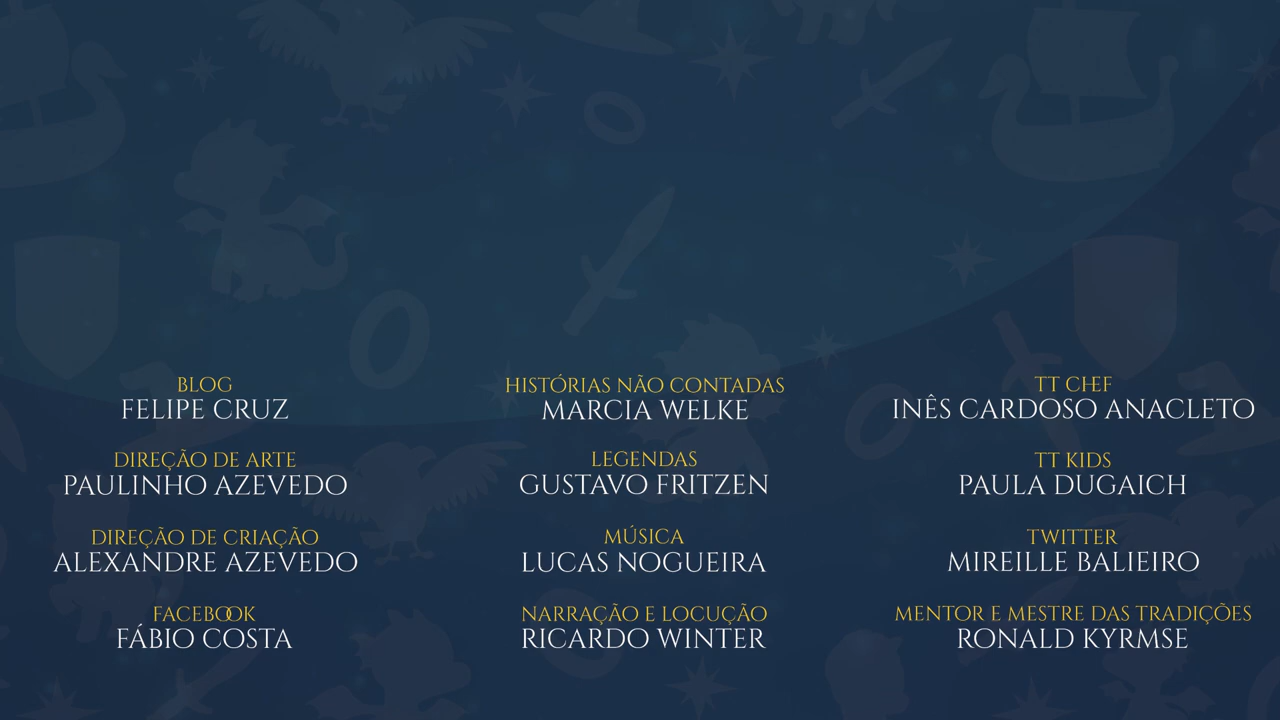 BLOG
FELIPE CRUZ
DIREÇÃO DE ARTE
PAULINHO AZEVEDO
DIREÇÃO DE CRIAÇÃO
ALEXANDRE AZEVEDO
FACEBOOK
FÁBIO COSTA
HISTÓRIAS NÃO CONTADAS
MARCIA WELKE
LEGENDAS
GUSTAVO FRITZEN
MÚSICA
LUCAS NOGUEIRA
NARRAÇÃO E LOCUÇÃO
RICARDO WINTER
TT CHEF
INÊS CARDOSO ANACLETO
TT KIDS
PAULA DUGAICH
TWITTER
MIREILLE BALIEIRO
MENTOR E MESTRE DAS TRADIÇÕES
RONALD KYRMSE